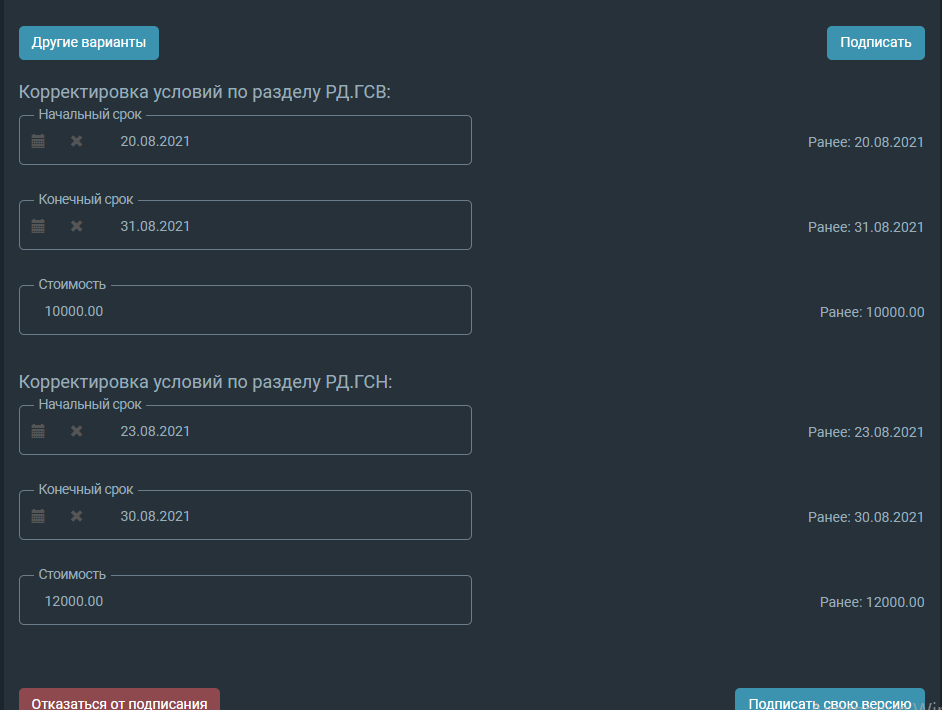 Другие варианты
Подписать
Корректировка условий по разделу РД.ГСВ:
Начальный срок
20.08.2021
Ранее: 20.08.2021
Конечный срок
31.08.2021
Ранее: 31.08.2021
Стоимость
10000.00
Ранее: 10000.00
Корректировка условий по разделу РД.ГСН:
Начальный срок
23.08.2021
Ранее: 23.08.2021
Конечный срок
30.08.2021
Ранее: 30.08.2021
Стоимость
12000.00
Ранее: 12000.00
Отказаться от подписания
Подписать свою версию